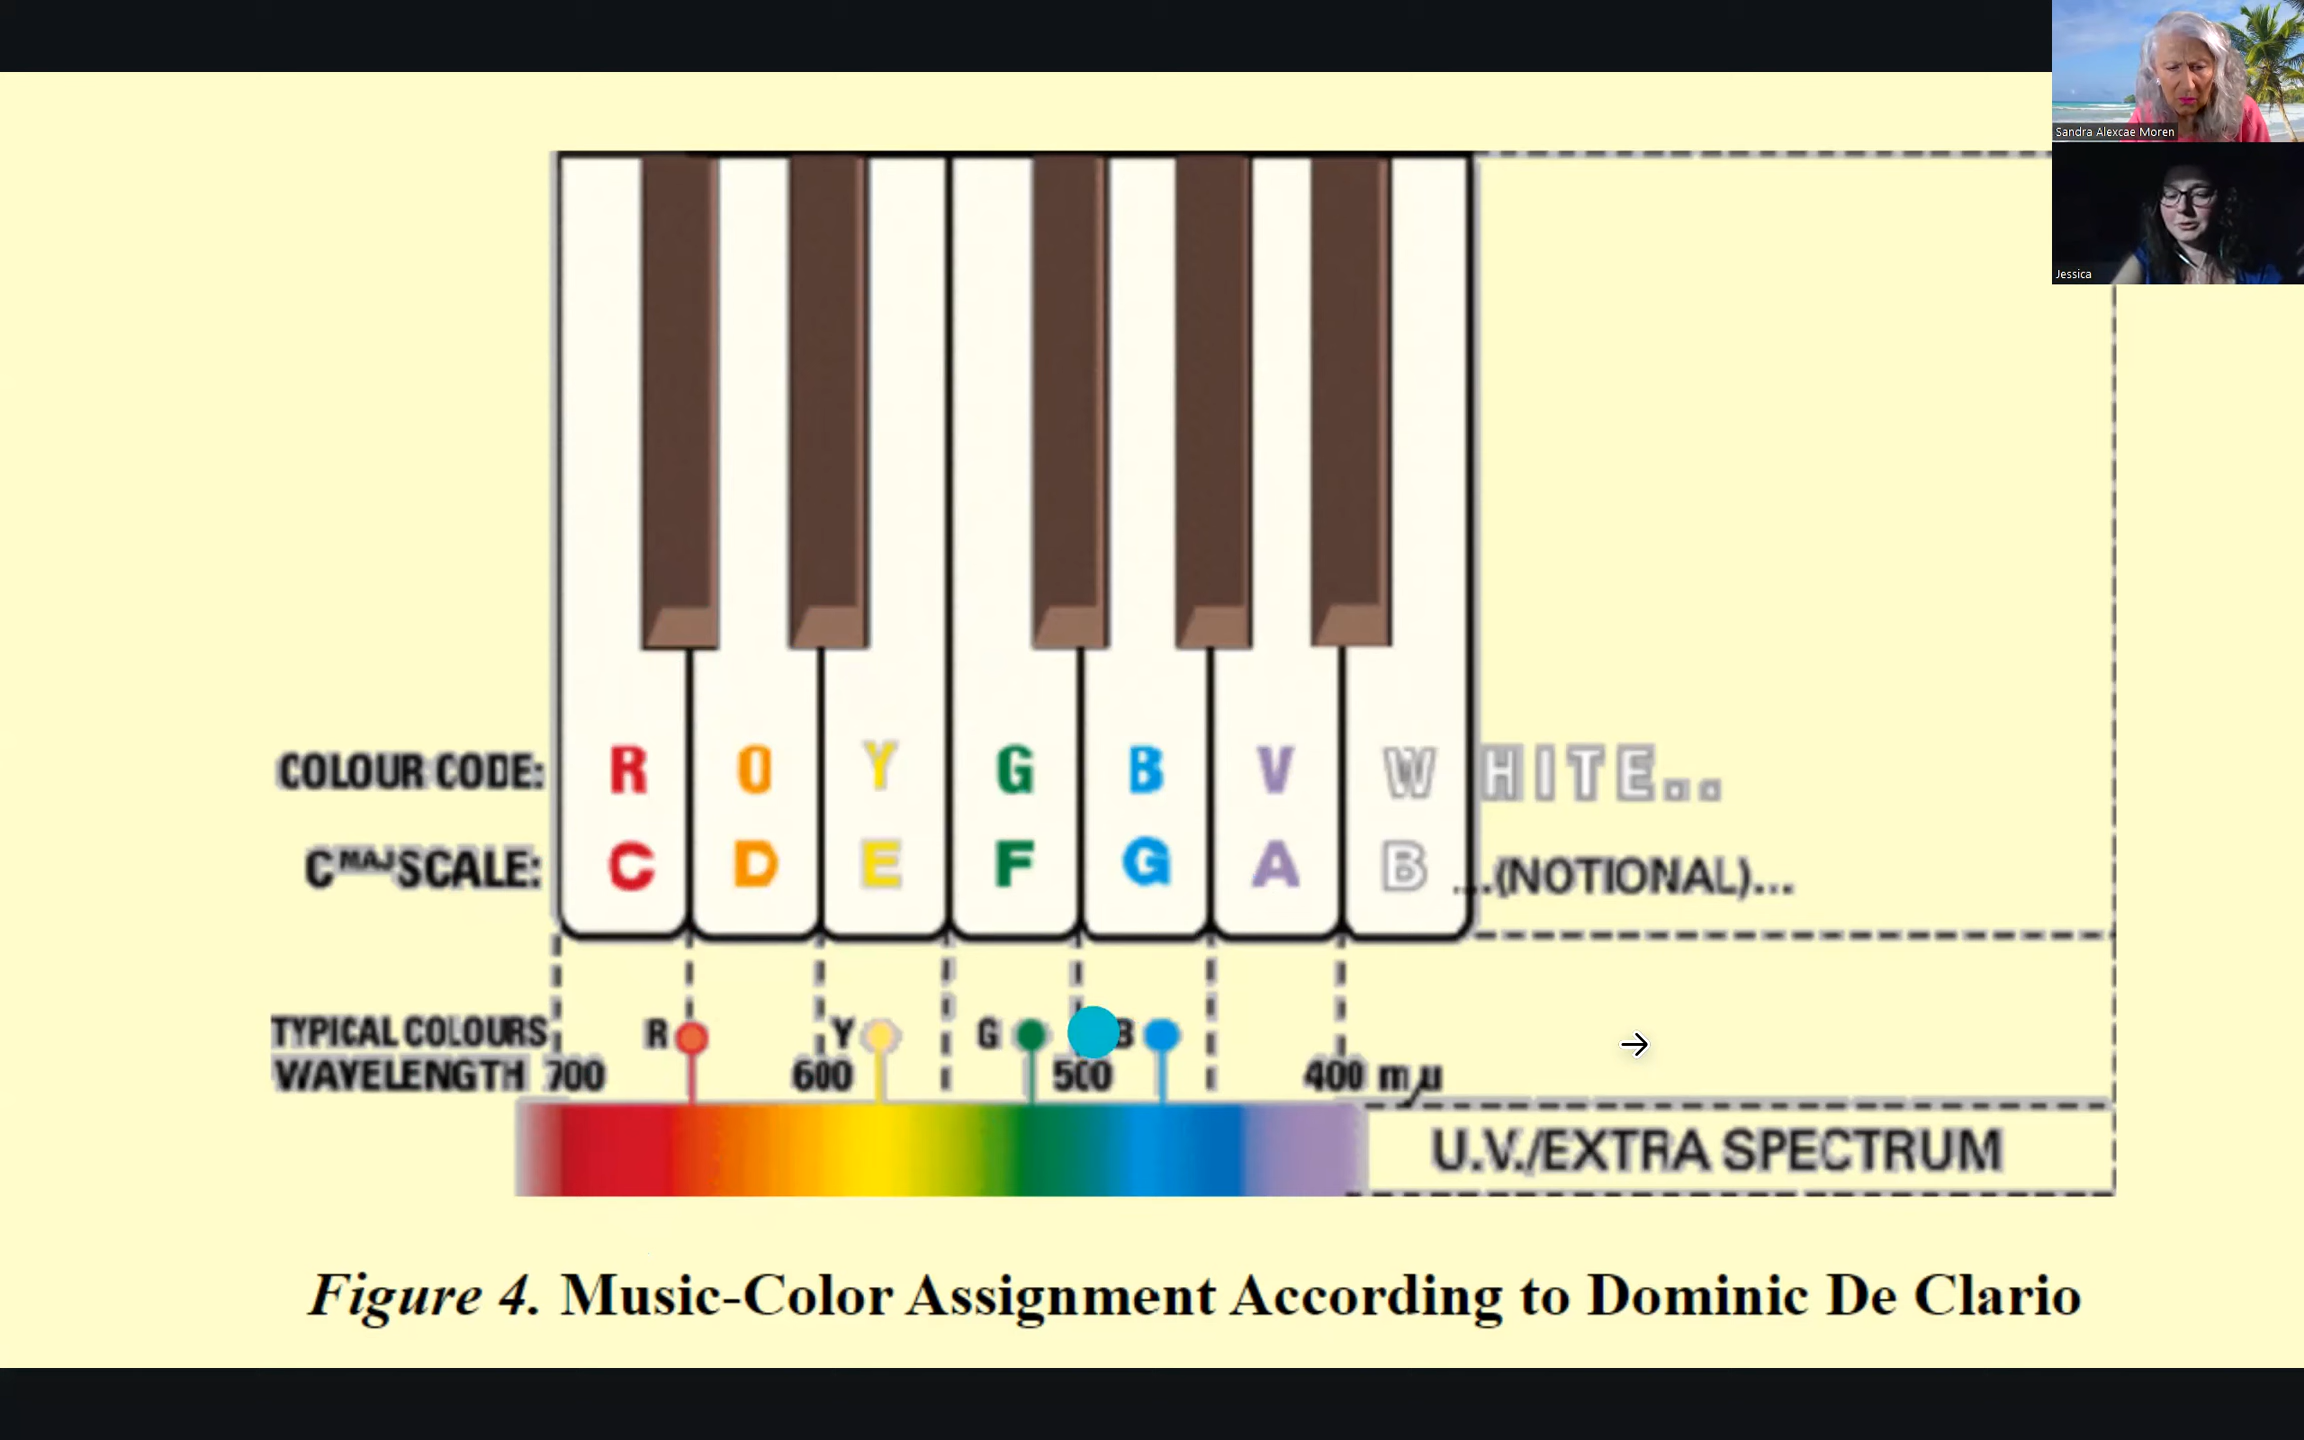 Sandra Alexcae Moren
Jessica
COLOUR CODE: R O Y G B V WHITE..
CMAJ SCALE: C D E F G A B ...(NOTIONAL)...
TYPICAL COLOURS R Y G B
WAVELENGTH 700 600 500 400 mµ
U.V./EXTRA SPECTRUM
Figure 4. Music-Color Assignment According to Dominic De Clario